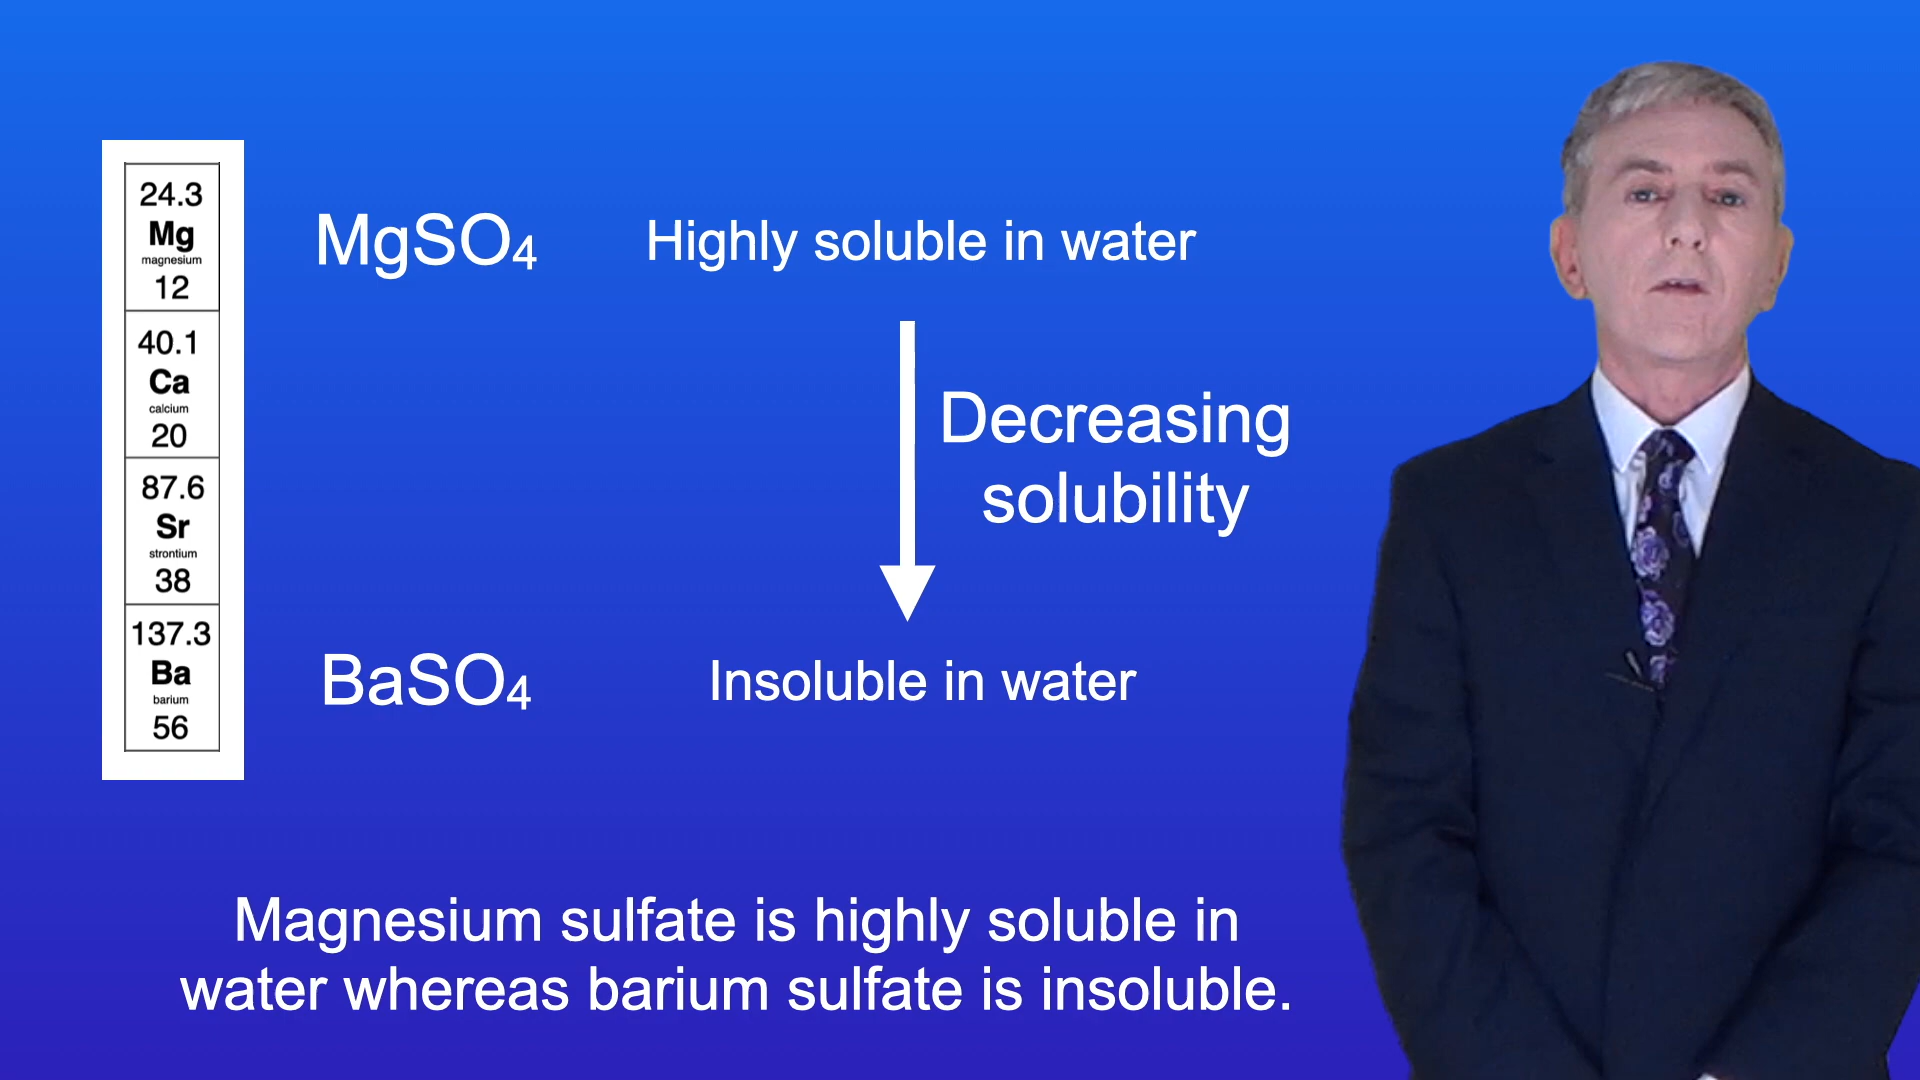 24.3
Mg
magnesium
12
40.1
Ca
calcium
20
87.6
Sr
strontium
38
137.3
Ba
barium
56
MgSO₄
Highly soluble in water
Decreasing
solubility
BaSO₄
Insoluble in water
Magnesium sulfate is highly soluble in
water whereas barium sulfate is insoluble.